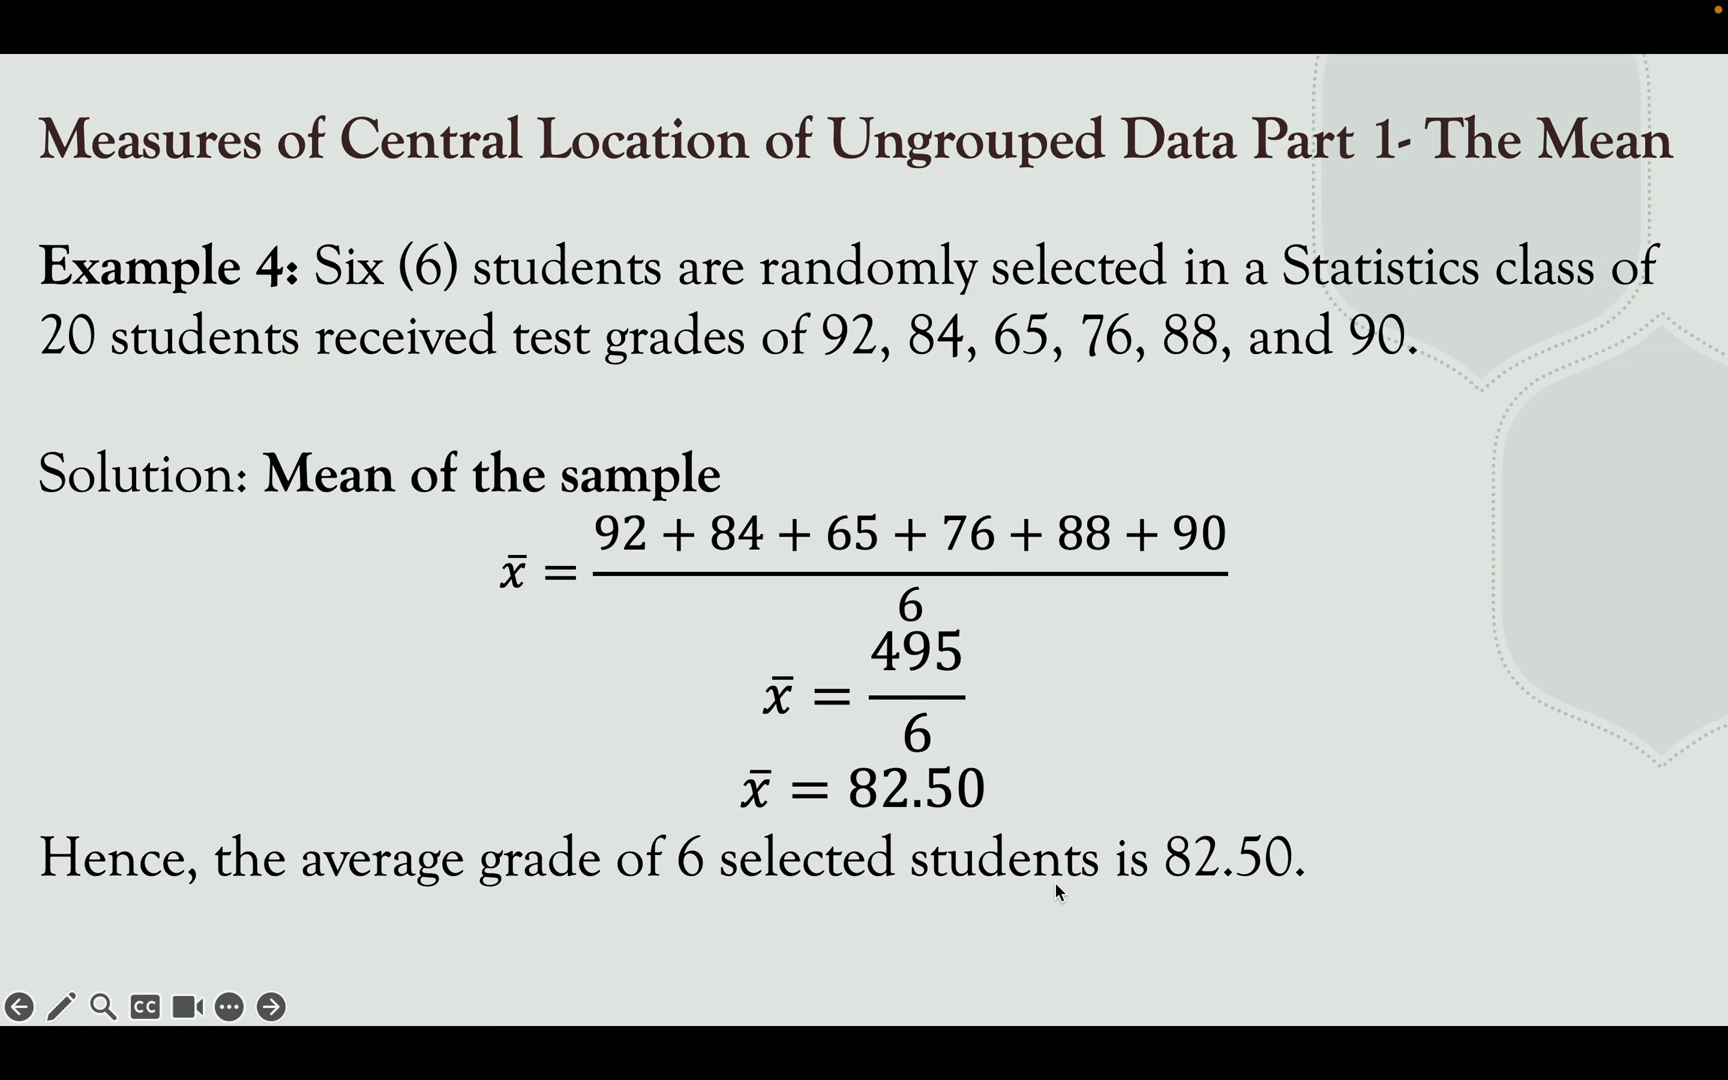 Measures of Central Location of Ungrouped Data Part 1- The Mean
Example 4: Six (6) students are randomly selected in a Statistics class of
20 students received test grades of 92, 84, 65, 76, 88, and 90.
Solution: Mean of the sample
x̄ = (92 + 84 + 65 + 76 + 88 + 90) / 6
x̄ = 495 / 6
x̄ = 82.50
Hence, the average grade of 6 selected students is 82.50.
CC